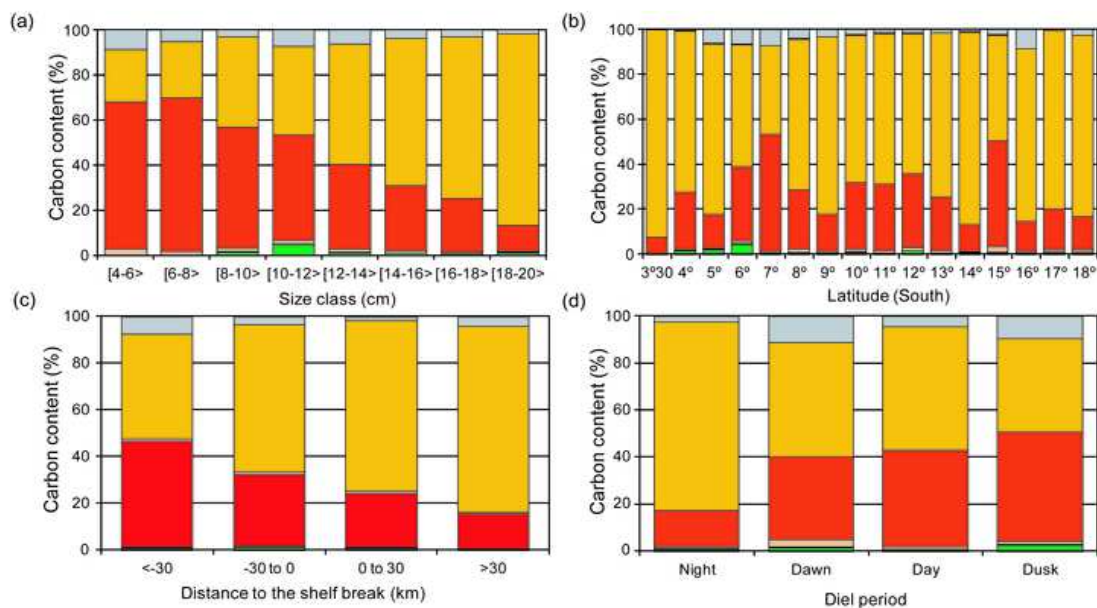 (a)
100
80
60
40
20
0
Carbon content (%)
[4-6> [6-8> [8-10> [10-12> [12-14> [14-16> [16-18> [18-20>
Size class (cm)
(b)
100
80
60
40
20
0
Carbon content (%)
3º30 4º 5º 6º 7º 8º 9º 10º 11º 12º 13º 14º 15º 16º 17º 18º
Latitude (South)
(c)
100
80
60
40
20
0
Carbon content (%)
<-30 -30 to 0 0 to 30 >30
Distance to the shelf break (km)
(d)
100
80
60
40
20
0
Carbon content (%)
Night Dawn Day Dusk
Diel period